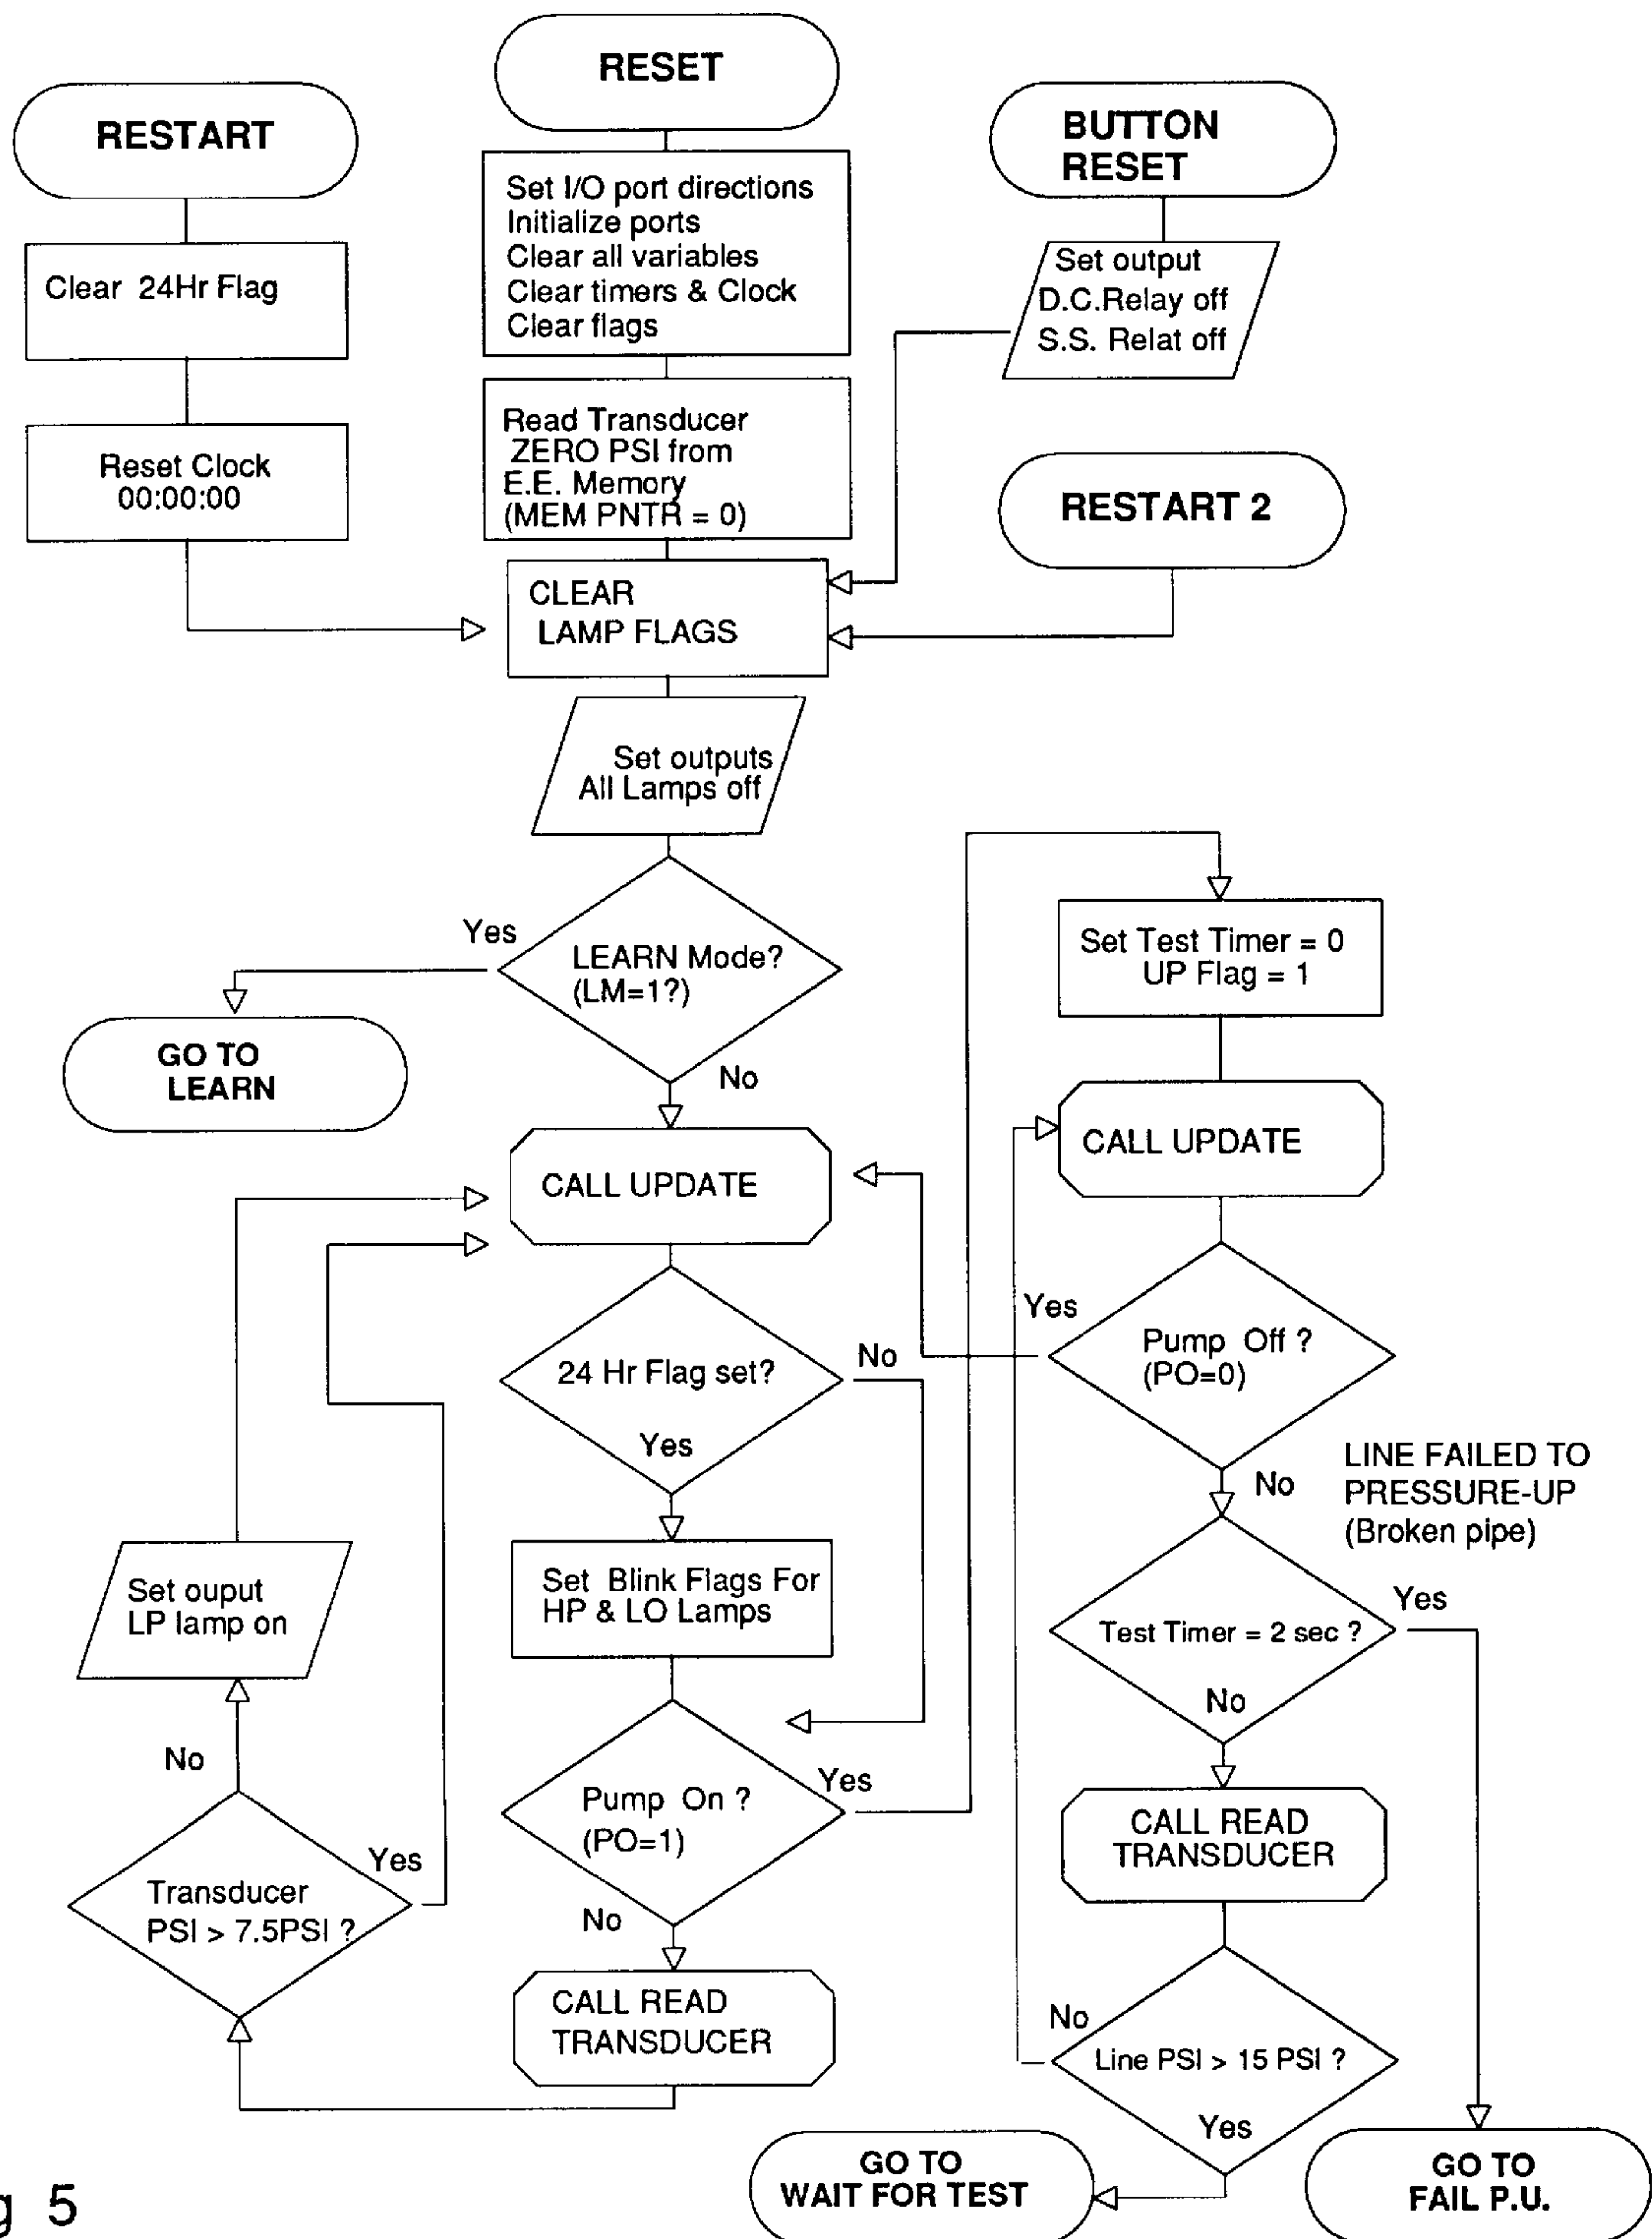 RESET
RESTART
BUTTON
RESET
Set I/O port directions
Initialize ports
Clear all variables
Clear timers & Clock
Clear flags
Clear 24Hr Flag
Set output
D.C.Relay off
S.S. Relat off
Read Transducer
ZERO PSI from
E.E. Memory
(MEM PNTR = 0)
Reset Clock
00:00:00
RESTART 2
CLEAR
LAMP FLAGS
Set outputs
All Lamps off
Yes
LEARN Mode?
(LM=1?)
No
GO TO
LEARN
Set Test Timer = 0
UP Flag = 1
CALL UPDATE
CALL UPDATE
24 Hr Flag set?
No
Yes
Yes
Pump Off ?
(PO=0)
No
LINE FAILED TO
PRESSURE-UP
(Broken pipe)
Set Blink Flags For
HP & LO Lamps
Set ouput
LP lamp on
Test Timer = 2 sec ?
Yes
No
No
Pump On ?
(PO=1)
Yes
No
Transducer
PSI > 7.5PSI ?
Yes
CALL READ
TRANSDUCER
CALL READ
TRANSDUCER
No
Line PSI > 15 PSI ?
Yes
GO TO
WAIT FOR TEST
GO TO
FAIL P.U.
g 5